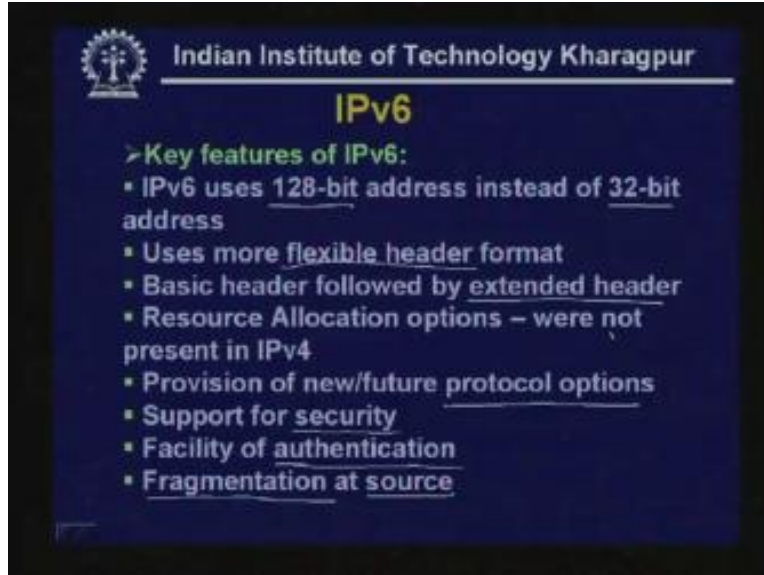 Indian Institute of Technology Kharagpur
IPv6
➢Key features of IPv6:
▪ IPv6 uses 128-bit address instead of 32-bit
address
▪ Uses more flexible header format
▪ Basic header followed by extended header
▪ Resource Allocation options – were not
present in IPv4
▪ Provision of new/future protocol options
▪ Support for security
▪ Facility of authentication
▪ Fragmentation at source